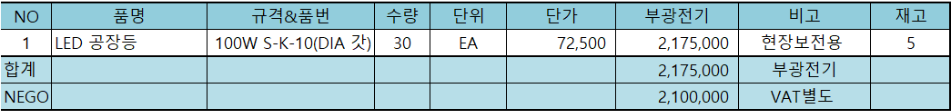 NO 품명 규격&품번 수량 단위 단가 부광전기 비고 재고
1 LED 공장등 100W S-K-10(DIA 갓) 30 EA 72,500 2,175,000 현장보전용 5
합계 2,175,000 부광전기
NEGO 2,100,000 VAT별도